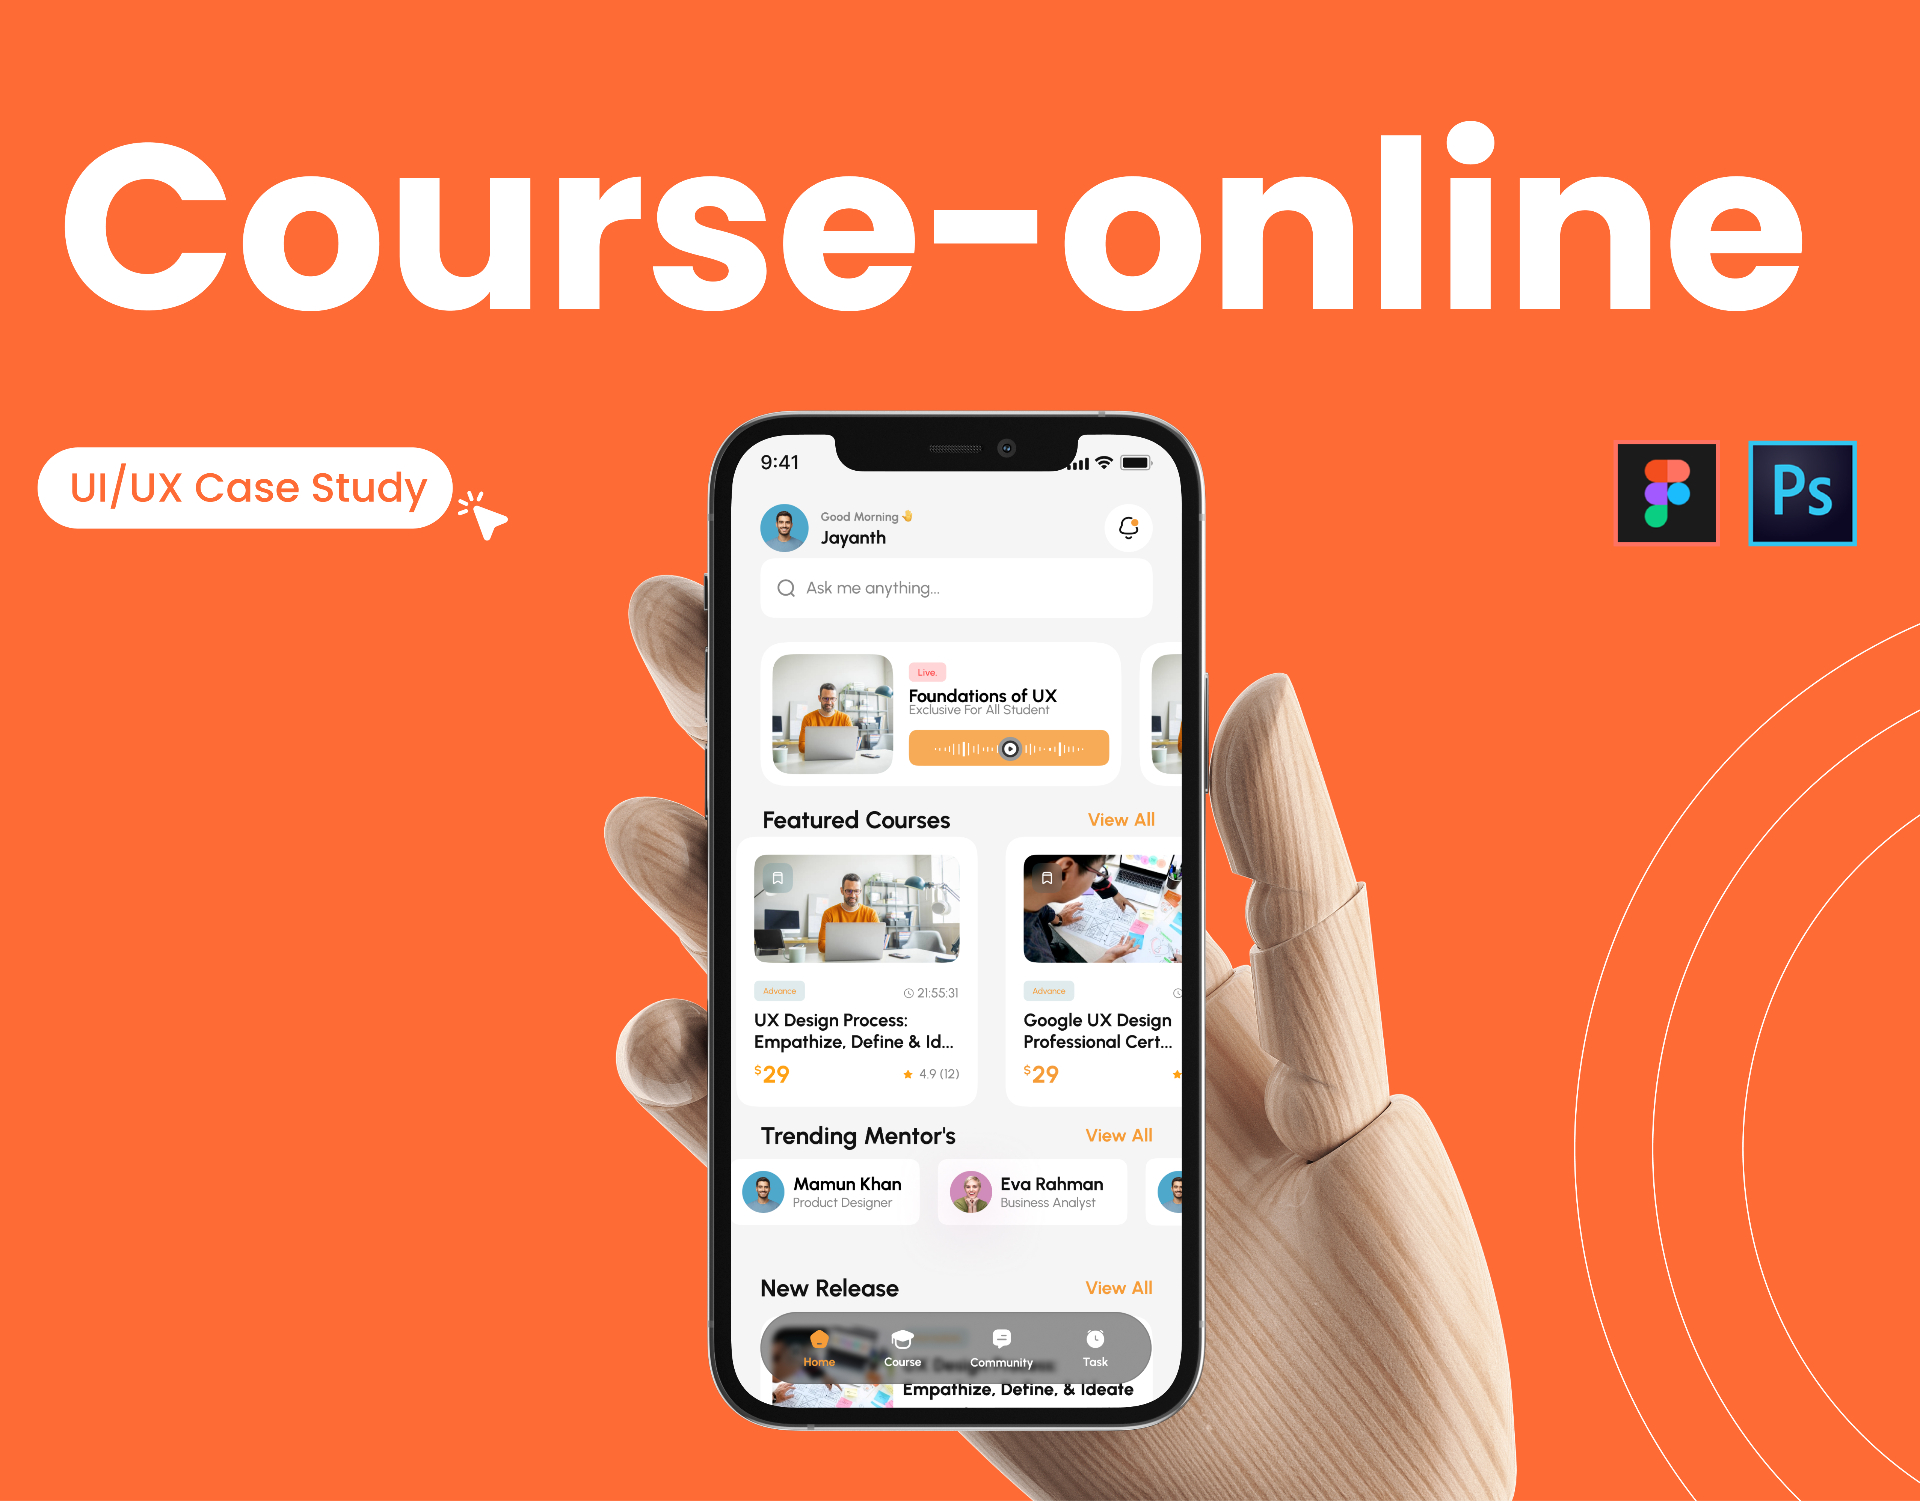 Course-online
UI/UX Case Study
Ps
9:41
Good Morning
Jayanth
Ask me anything...
Live.
Foundations of UX
Exclusive For All Student
Featured Courses
View All
Advance
21:55:31
UX Design Process:
Empathize, Define & Id...
$29
4.9 (12)
Advance
Google UX Design
Professional Cert...
$29
Trending Mentor's
View All
Mamun Khan
Product Designer
Eva Rahman
Business Analyst
New Release
View All
Home
Course
Community
Task
Empathize, Define, & Ideate